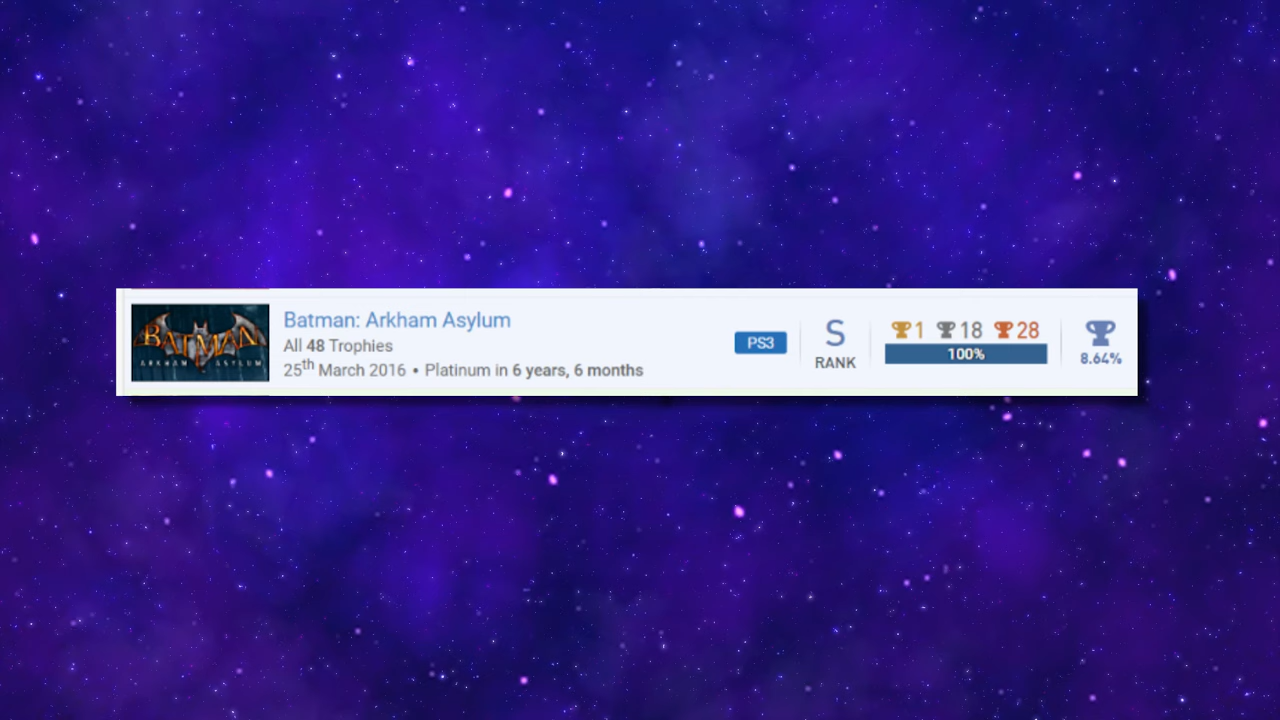 BATMAN
ARKHAM ASYLUM
Batman: Arkham Asylum
All 48 Trophies
25th March 2016 • Platinum in 6 years, 6 months
PS3
S
RANK
1 18 28
100%
8.64%